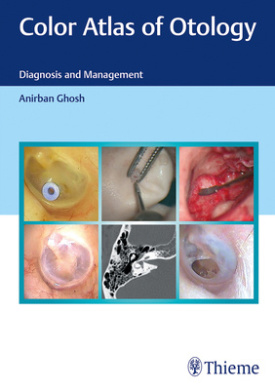 Color Atlas of Otology
Diagnosis and Management
Anirban Ghosh
Thieme